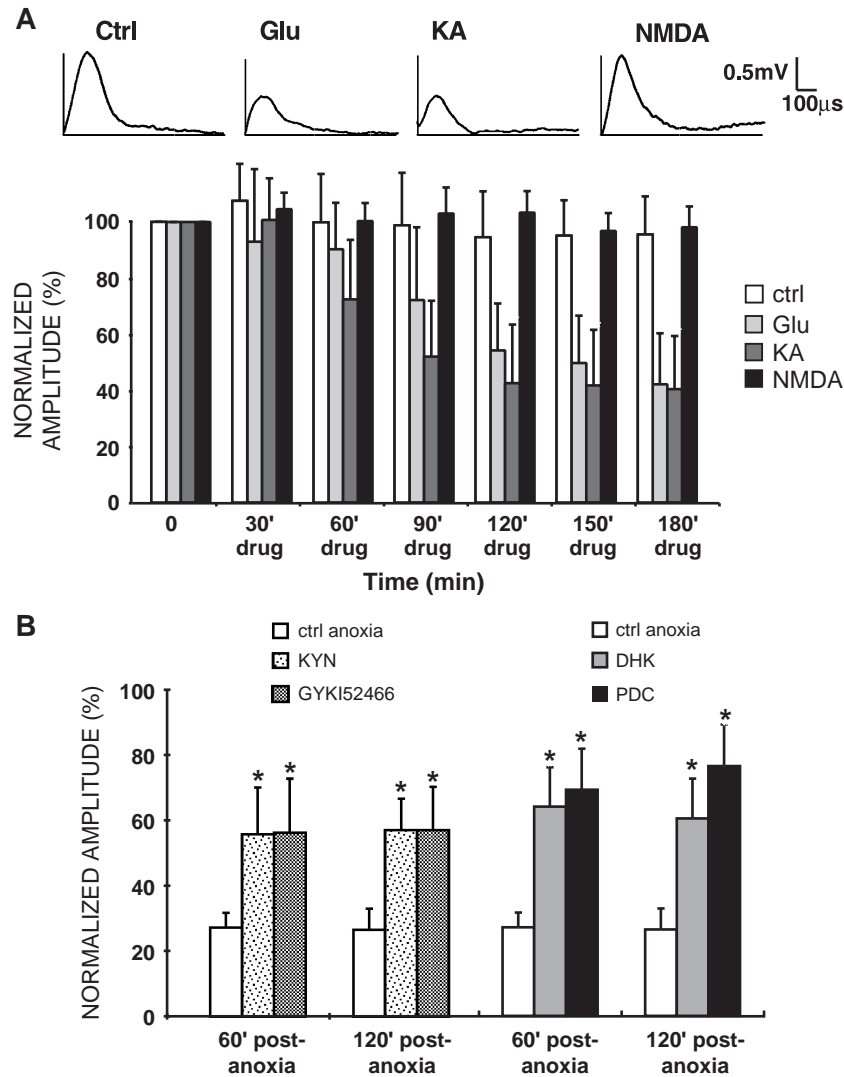 A
Ctrl
Glu
KA
NMDA
0.5mV
100µs
NORMALIZED
AMPLITUDE (%)
100
80
60
40
20
0
ctrl
Glu
KA
NMDA
0
30'
drug
60'
drug
90'
drug
120'
drug
150'
drug
180'
drug
Time (min)
B
ctrl anoxia
KYN
GYKI52466
ctrl anoxia
DHK
PDC
NORMALIZED AMPLITUDE (%)
100
80
60
40
20
0
* * * * * * * *
60' post-
anoxia
120' post-
anoxia
60' post-
anoxia
120' post-
anoxia